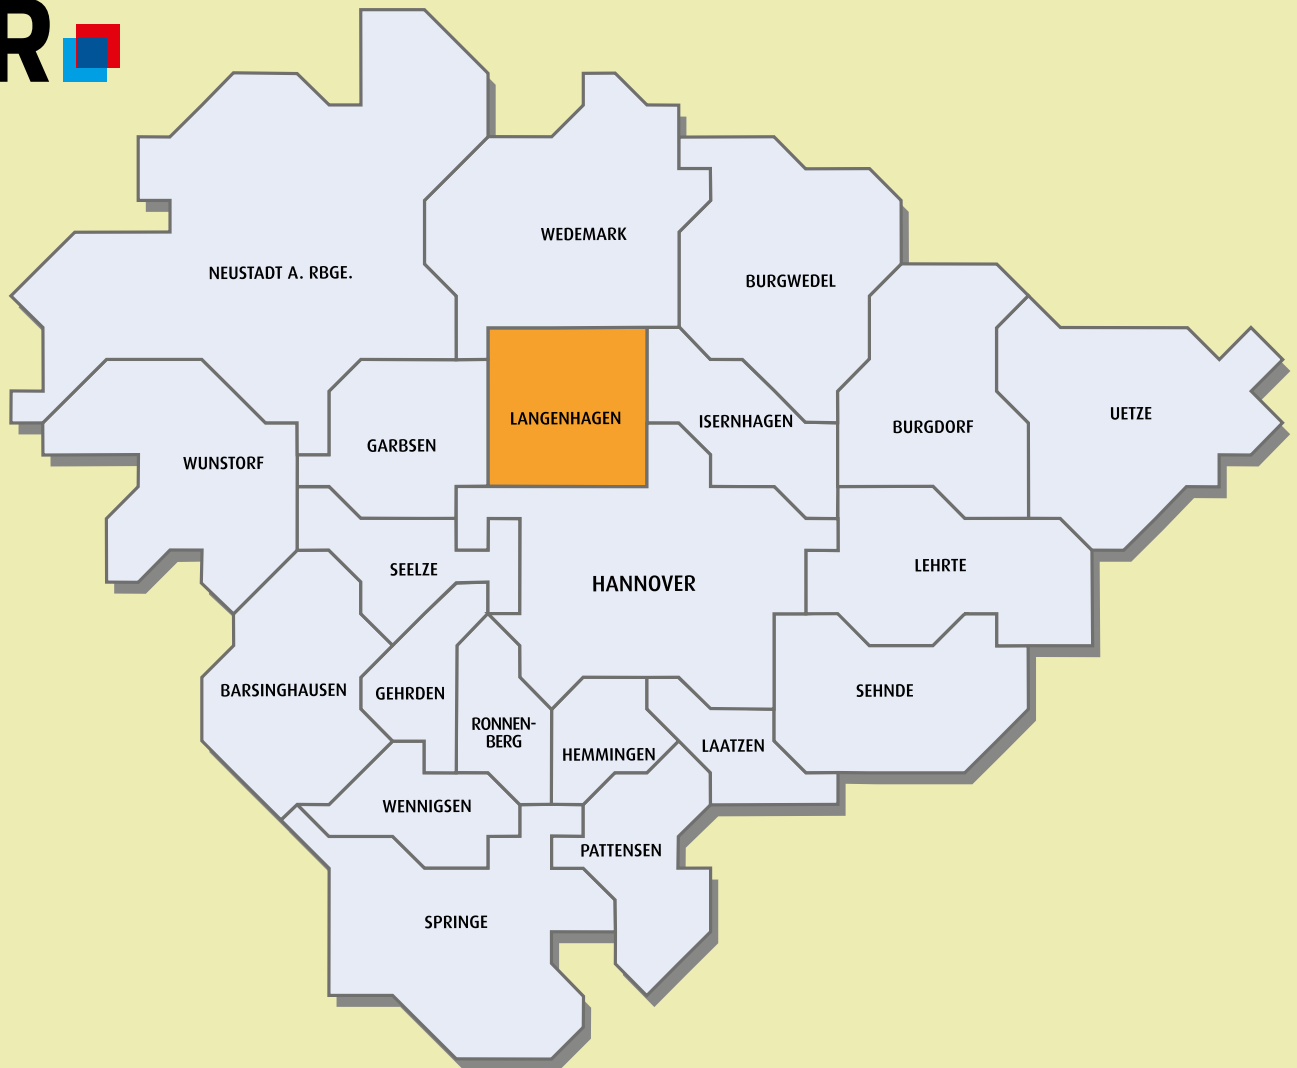 R
WEDEMARK
NEUSTADT A. RBGE.
BURGWEDEL
LANGENHAGEN
ISERNHAGEN
UETZE
BURGDORF
GARBSEN
WUNSTORF
SEELZE
HANNOVER
LEHRTE
BARSINGHAUSEN
GEHRDEN
SEHNDE
RONNEN-
BERG
HEMMINGEN
LAATZEN
WENNIGSEN
PATTENSEN
SPRINGE